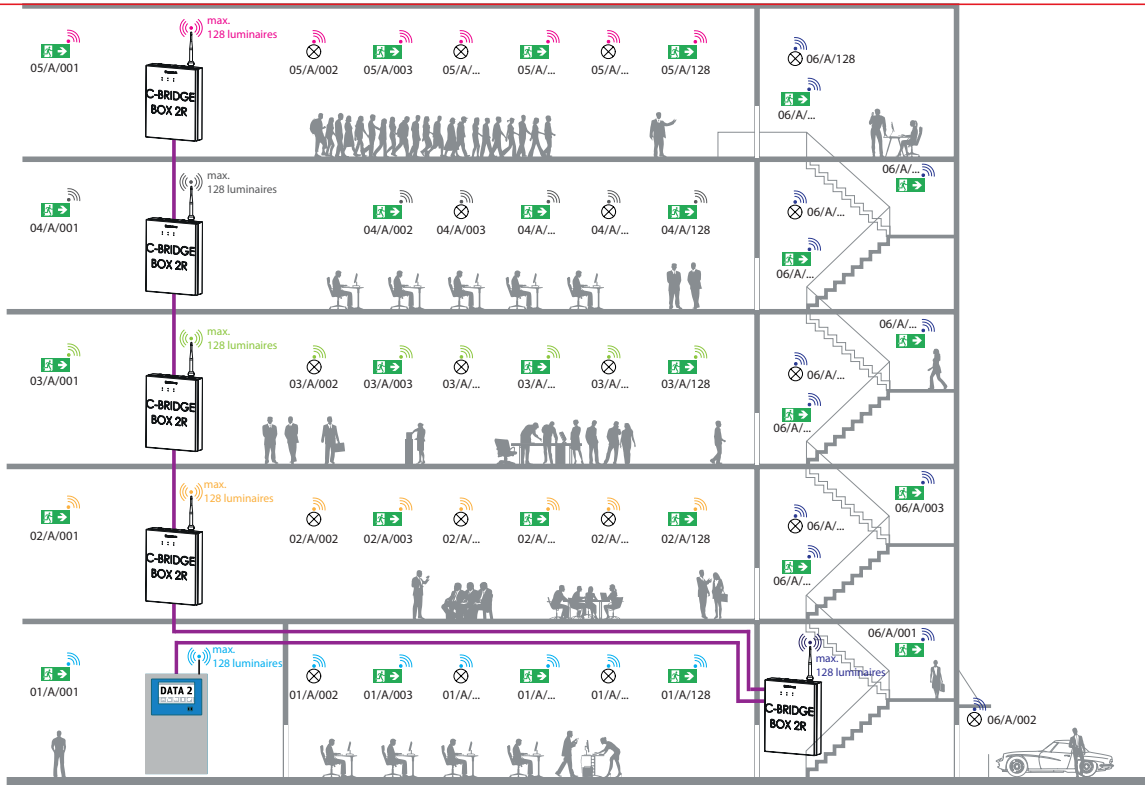 max.
128 luminaires
05/A/001
C-BRIDGE
BOX 2R
05/A/002
05/A/003
05/A/...
05/A/...
05/A/...
05/A/128
06/A/128
06/A/...
max.
128 luminaires
04/A/001
C-BRIDGE
BOX 2R
04/A/002
04/A/003
04/A/...
04/A/...
04/A/128
06/A/...
06/A/...
06/A/...
max.
128 luminaires
03/A/001
C-BRIDGE
BOX 2R
03/A/002
03/A/003
03/A/...
03/A/...
03/A/...
03/A/128
06/A/...
06/A/...
06/A/...
max.
128 luminaires
02/A/001
C-BRIDGE
BOX 2R
02/A/002
02/A/003
02/A/...
02/A/...
02/A/...
02/A/128
06/A/003
06/A/...
06/A/...
max.
128 luminaires
01/A/001
DATA 2
01/A/002
01/A/003
01/A/...
01/A/...
01/A/...
01/A/128
max.
128 luminaires
C-BRIDGE
BOX 2R
06/A/001
06/A/002